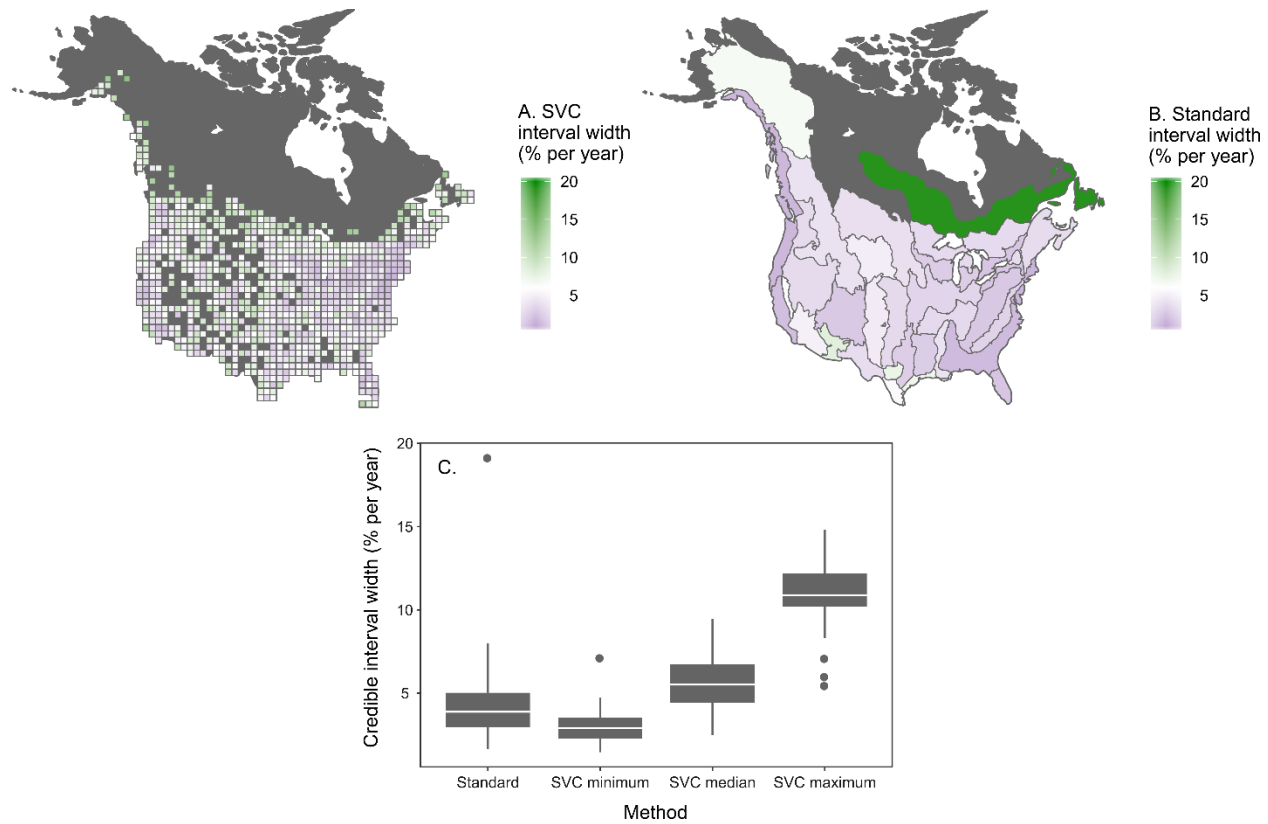 A. SVC
interval width
(% per year)
20
15
10
5
B. Standard
interval width
(% per year)
20
15
10
5
C.
Credible interval width (% per year)
20
15
10
5
Standard
SVC minimum
SVC median
SVC maximum
Method